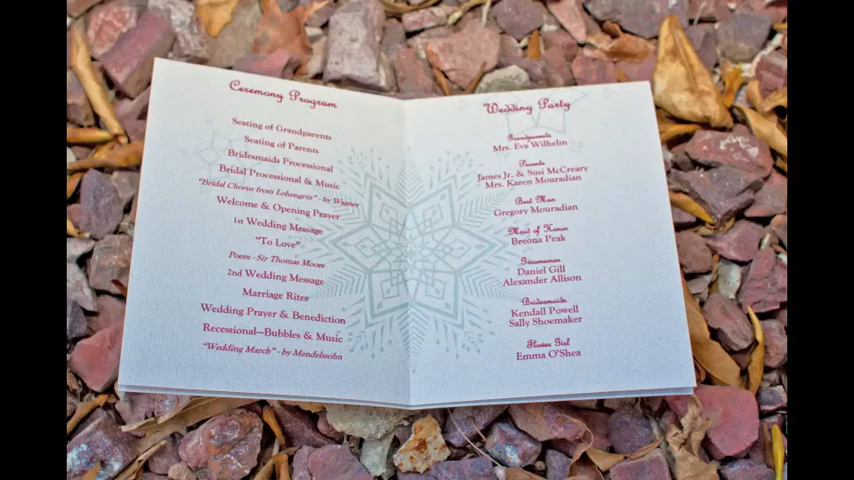 Ceremony Program
Seating of Grandparents
Seating of Parents
Bridesmaids Processional
Bridal Processional & Music
"Bridal Chorus from Lohengrin" - by Wagner
Welcome & Opening Prayer
1st Wedding Message
"To Love"
Poem - Sir Thomas Moore
2nd Wedding Message
Marriage Rites
Wedding Prayer & Benediction
Recessional—Bubbles & Music
"Wedding March" - by Mendelsohn
Wedding Party
Grandparents
Mrs. Eva Wilhelm
Parents
James Jr. & Susi McCreary
Mrs. Karen Mouradian
Best Man
Gregory Mouradian
Maid of Honor
Breona Peak
Groomsmen
Daniel Gill
Alexander Allison
Bridesmaids
Kendall Powell
Sally Shoemaker
Flower Girl
Emma O'Shea